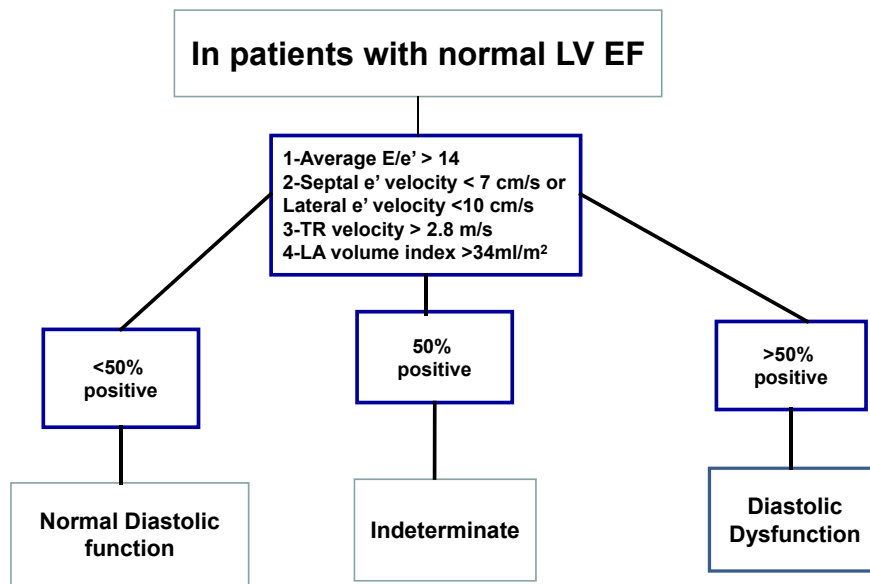 In patients with normal LV EF
1-Average E/e’ > 14
2-Septal e’ velocity < 7 cm/s or
Lateral e’ velocity <10 cm/s
3-TR velocity > 2.8 m/s
4-LA volume index >34ml/m²
<50%
positive
50%
positive
>50%
positive
Normal Diastolic
function
Indeterminate
Diastolic
Dysfunction